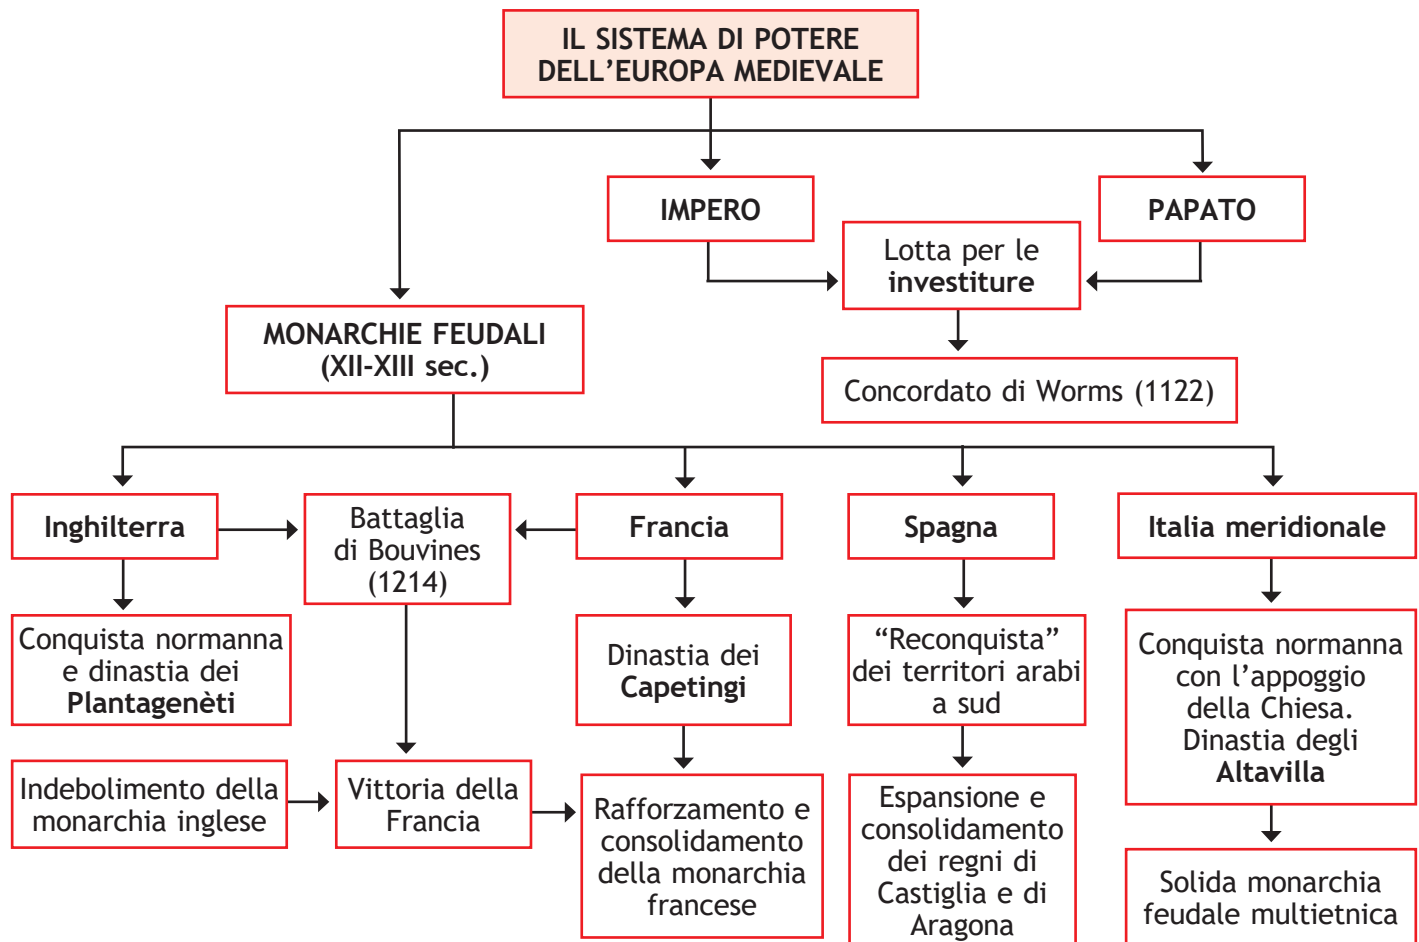 IL SISTEMA DI POTERE
DELL’EUROPA MEDIEVALE
IMPERO
PAPATO
Lotta per le
investiture
MONARCHIE FEUDALI
(XII-XIII sec.)
Concordato di Worms (1122)
Inghilterra
Battaglia
di Bouvines
(1214)
Francia
Spagna
Italia meridionale
Conquista normanna
e dinastia dei
Plantagenèti
Dinastia dei
Capetingi
“Reconquista”
dei territori arabi
a sud
Conquista normanna
con l’appoggio
della Chiesa.
Dinastia degli
Altavilla
Indebolimento della
monarchia inglese
Vittoria della
Francia
Rafforzamento e
consolidamento
della monarchia
francese
Espansione e
consolidamento
dei regni di
Castiglia e di
Aragona
Solida monarchia
feudale multietnica